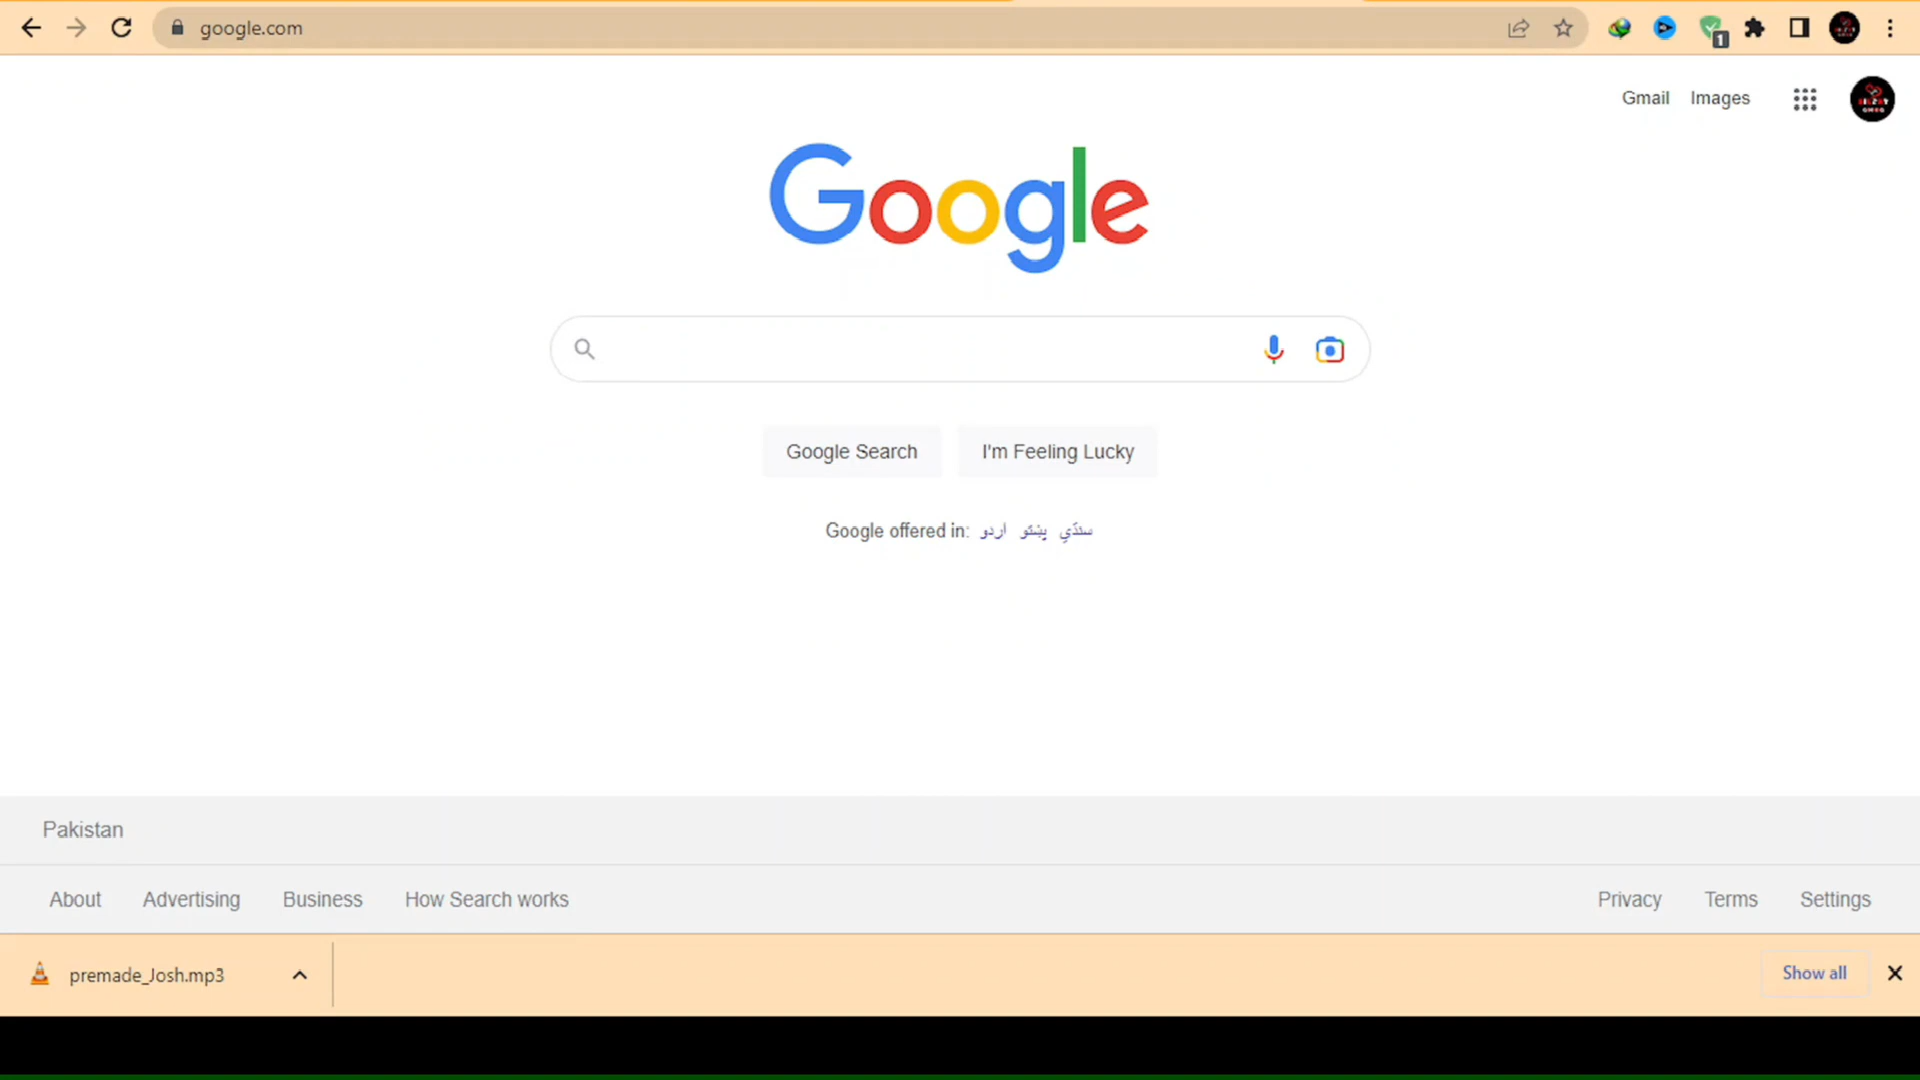 google.com
1
Gmail Images
Google
Google Search I'm Feeling Lucky
Google offered in: اردو پښتو سنڌي
Pakistan
About Advertising Business How Search works Privacy Terms Settings
premade_Josh.mp3 Show all